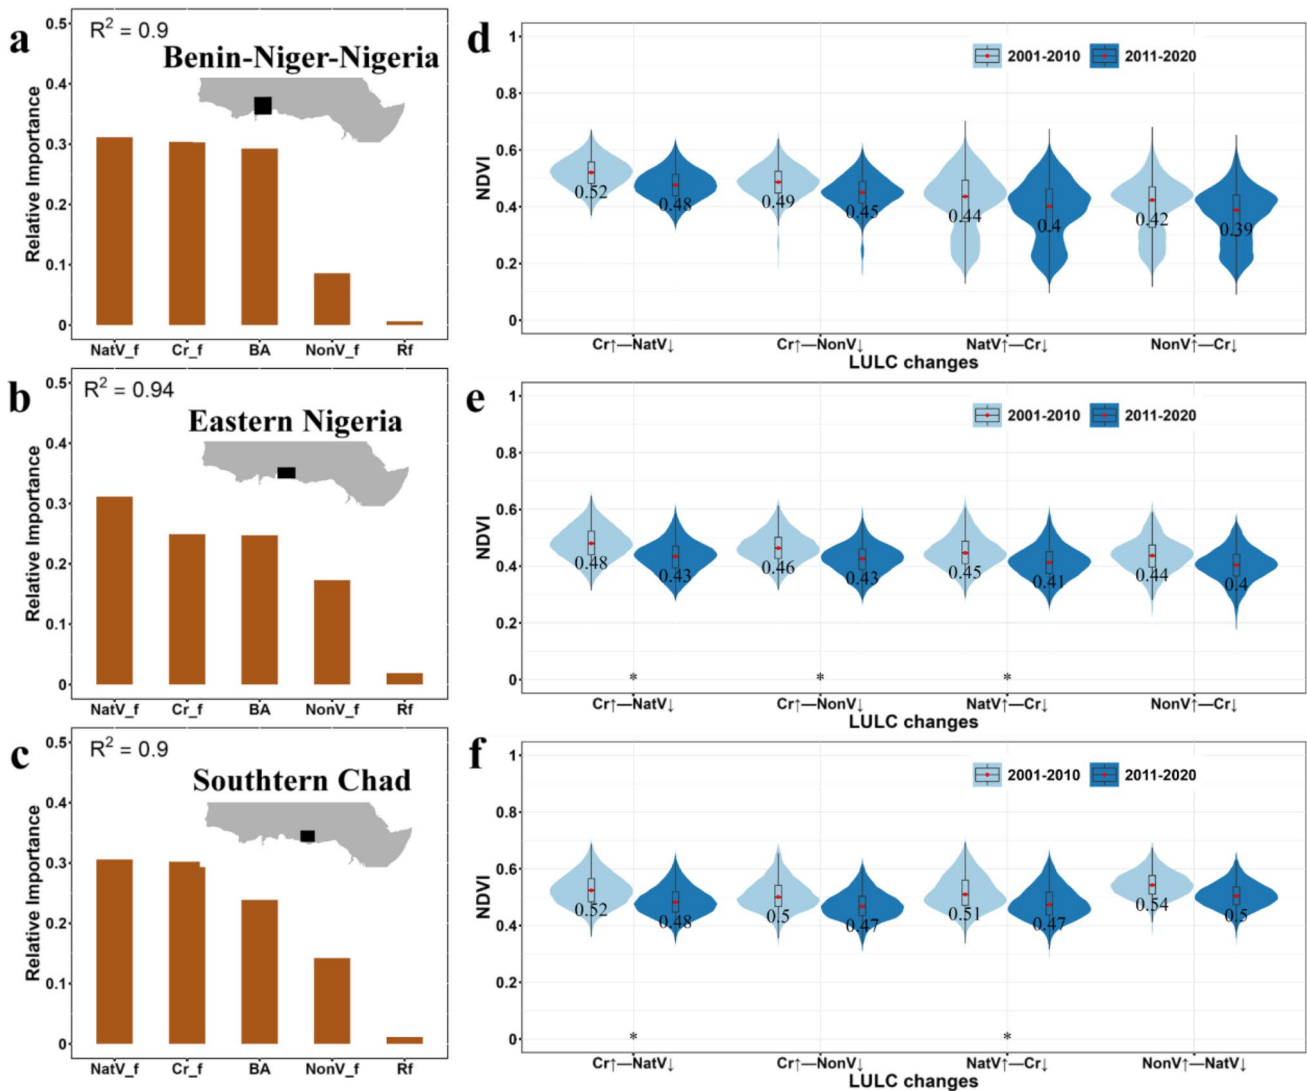 a
R² = 0.9
Benin-Niger-Nigeria
Relative Importance
0.5
0.4
0.3
0.2
0.1
0
NatV_f Cr_f BA NonV_f Rf
d
2001-2010 2011-2020
NDVI
1
0.8
0.6
0.4
0.2
0
0.52 0.48 0.49 0.45 0.44 0.4 0.42 0.39
Cr↑—NatV↓ Cr↑—NonV↓ NatV↑—Cr↓ NonV↑—Cr↓
LULC changes
b
R² = 0.94
Eastern Nigeria
Relative Importance
0.5
0.4
0.3
0.2
0.1
0
NatV_f Cr_f BA NonV_f Rf
e
2001-2010 2011-2020
NDVI
1
0.8
0.6
0.4
0.2
0
0.48 0.43 0.46 0.43 0.45 0.41 0.44 0.4
* * *
Cr↑—NatV↓ Cr↑—NonV↓ NatV↑—Cr↓ NonV↑—Cr↓
LULC changes
c
R² = 0.9
Southtern Chad
Relative Importance
0.5
0.4
0.3
0.2
0.1
0
NatV_f Cr_f BA NonV_f Rf
f
2001-2010 2011-2020
NDVI
1
0.8
0.6
0.4
0.2
0
0.52 0.48 0.5 0.47 0.51 0.47 0.54 0.5
* *
Cr↑—NatV↓ Cr↑—NonV↓ NatV↑—Cr↓ NonV↑—NatV↓
LULC changes